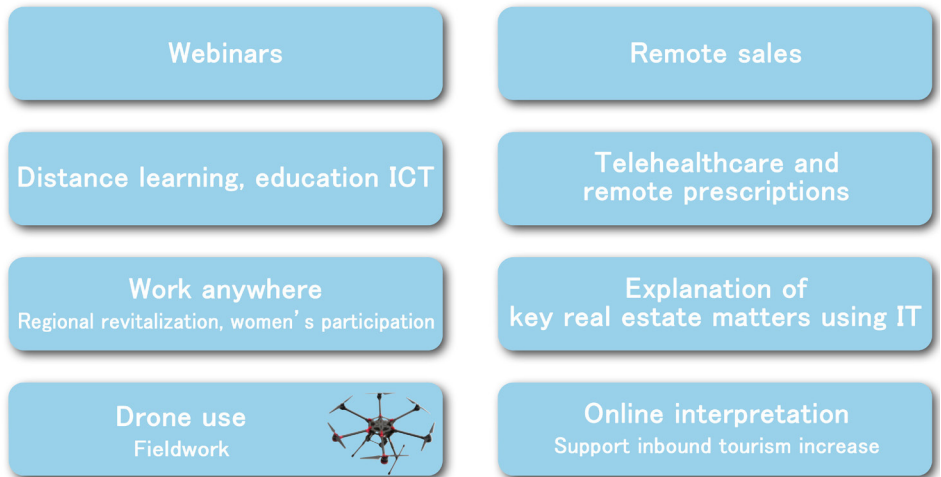 Webinars
Remote sales
Distance learning, education ICT
Telehealthcare and
remote prescriptions
Work anywhere
Regional revitalization, women’s participation
Explanation of
key real estate matters using IT
Drone use
Fieldwork
Online interpretation
Support inbound tourism increase